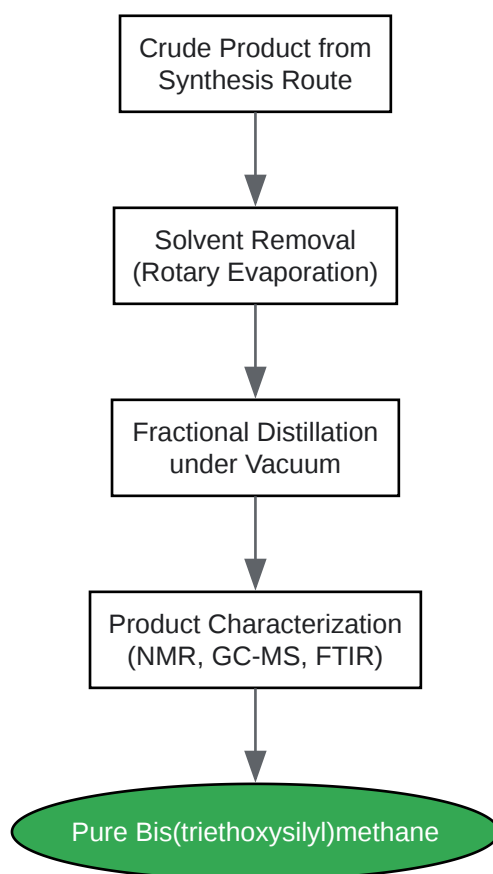 Crude Product from
Synthesis Route
Solvent Removal
(Rotary Evaporation)
Fractional Distillation
under Vacuum
Product Characterization
(NMR, GC-MS, FTIR)
Pure Bis(triethoxysilyl)methane